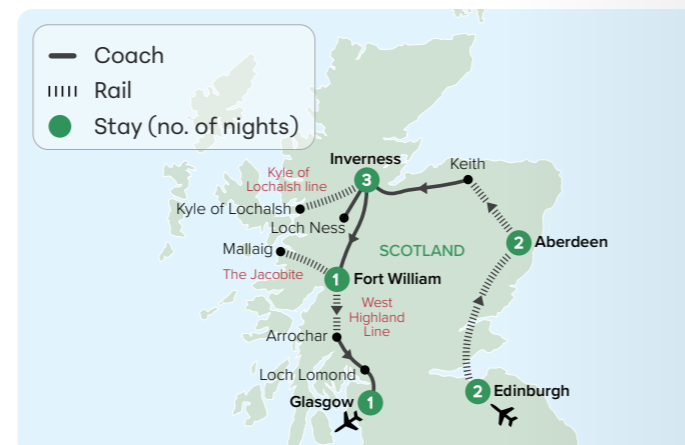 Coach
Rail
Stay (no. of nights)
Inverness
3
Keith
Kyle of
Lochalsh line
Kyle of Lochalsh
Loch Ness
Mallaig
SCOTLAND
2
Aberdeen
The Jacobite
1
Fort William
West
Highland
Line
Arrochar
Loch Lomond
Glasgow
1
2
Edinburgh